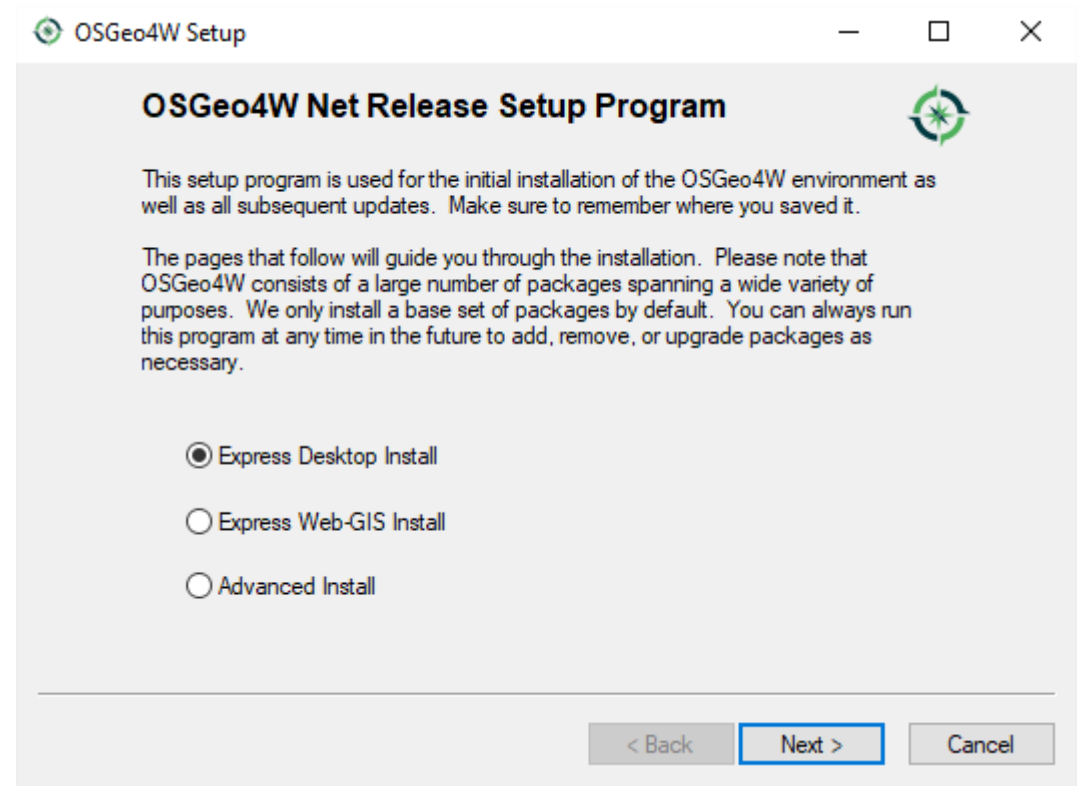 OSGeo4W Setup
OSGeo4W Net Release Setup Program
This setup program is used for the initial installation of the OSGeo4W environment as
well as all subsequent updates.  Make sure to remember where you saved it.
The pages that follow will guide you through the installation.  Please note that
OSGeo4W consists of a large number of packages spanning a wide variety of
purposes.  We only install a base set of packages by default.  You can always run
this program at any time in the future to add, remove, or upgrade packages as
necessary.
Express Desktop Install
Express Web-GIS Install
Advanced Install
< Back Next > Cancel